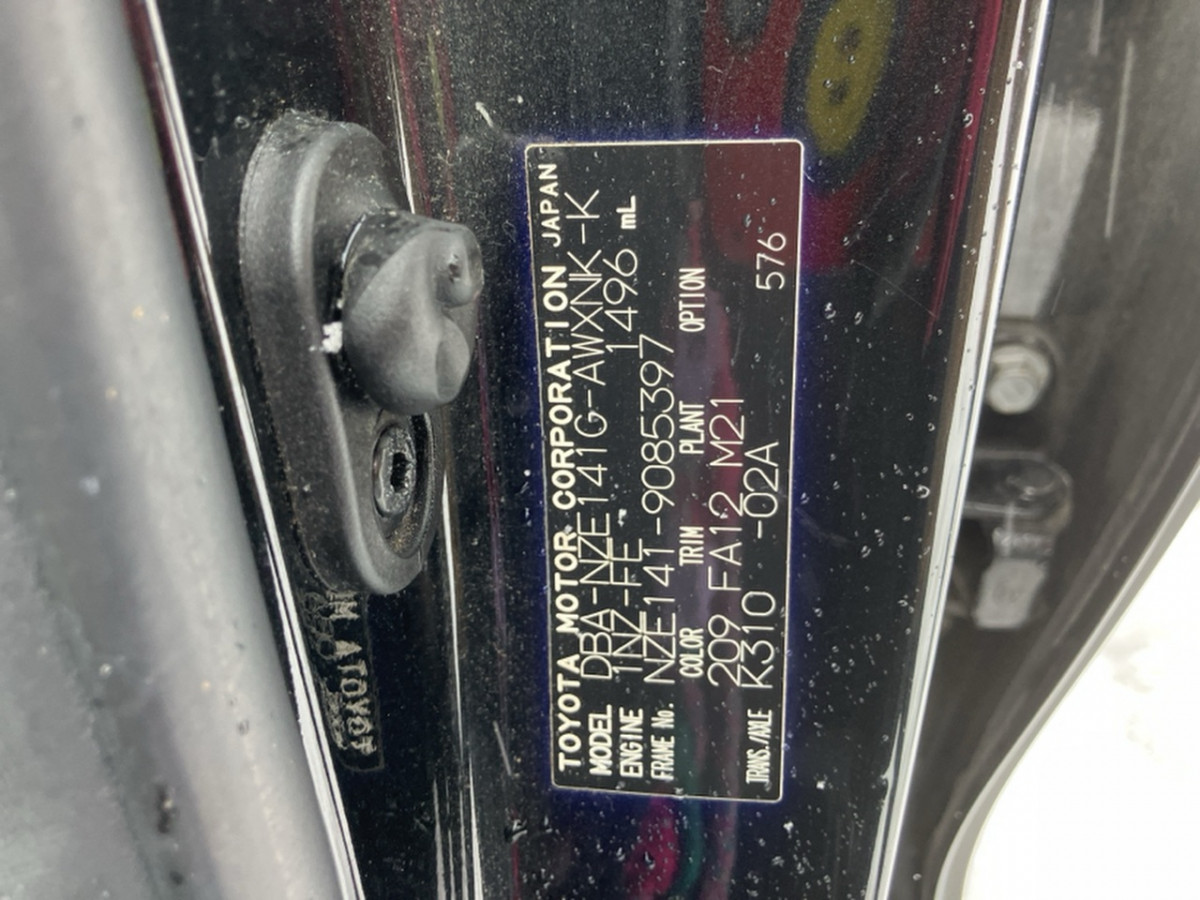 TOYOTA MOTOR CORPORATION JAPAN
MODEL DBA-NZE141G-AWXNK-K
ENGINE 1NZ-FE 1496 mL
FRAME No. NZE141-9085397
COLOR TRIM PLANT OPTION
209 FA12 M21
TRANS./AXLE K310 -02A 576